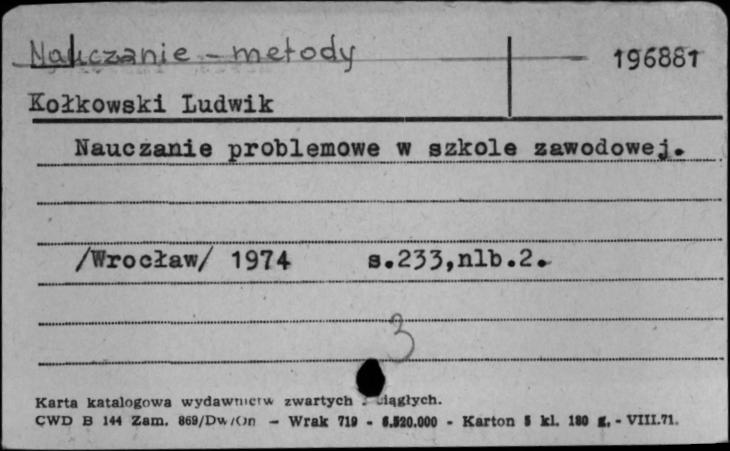 Nauczanie - metody 196881
Kołkowski Ludwik
Nauczanie problemowe w szkole zawodowej.
/Wrocław/ 1974 s.233,nlb.2.
3
Karta katalogowa wydawnictw zwartych i ciągłych.
CWD B 144 Zam. 869/Dw/On - Wrak 719 - 6.520.000 - Karton 5 kl. 180 g. - VIII.71.